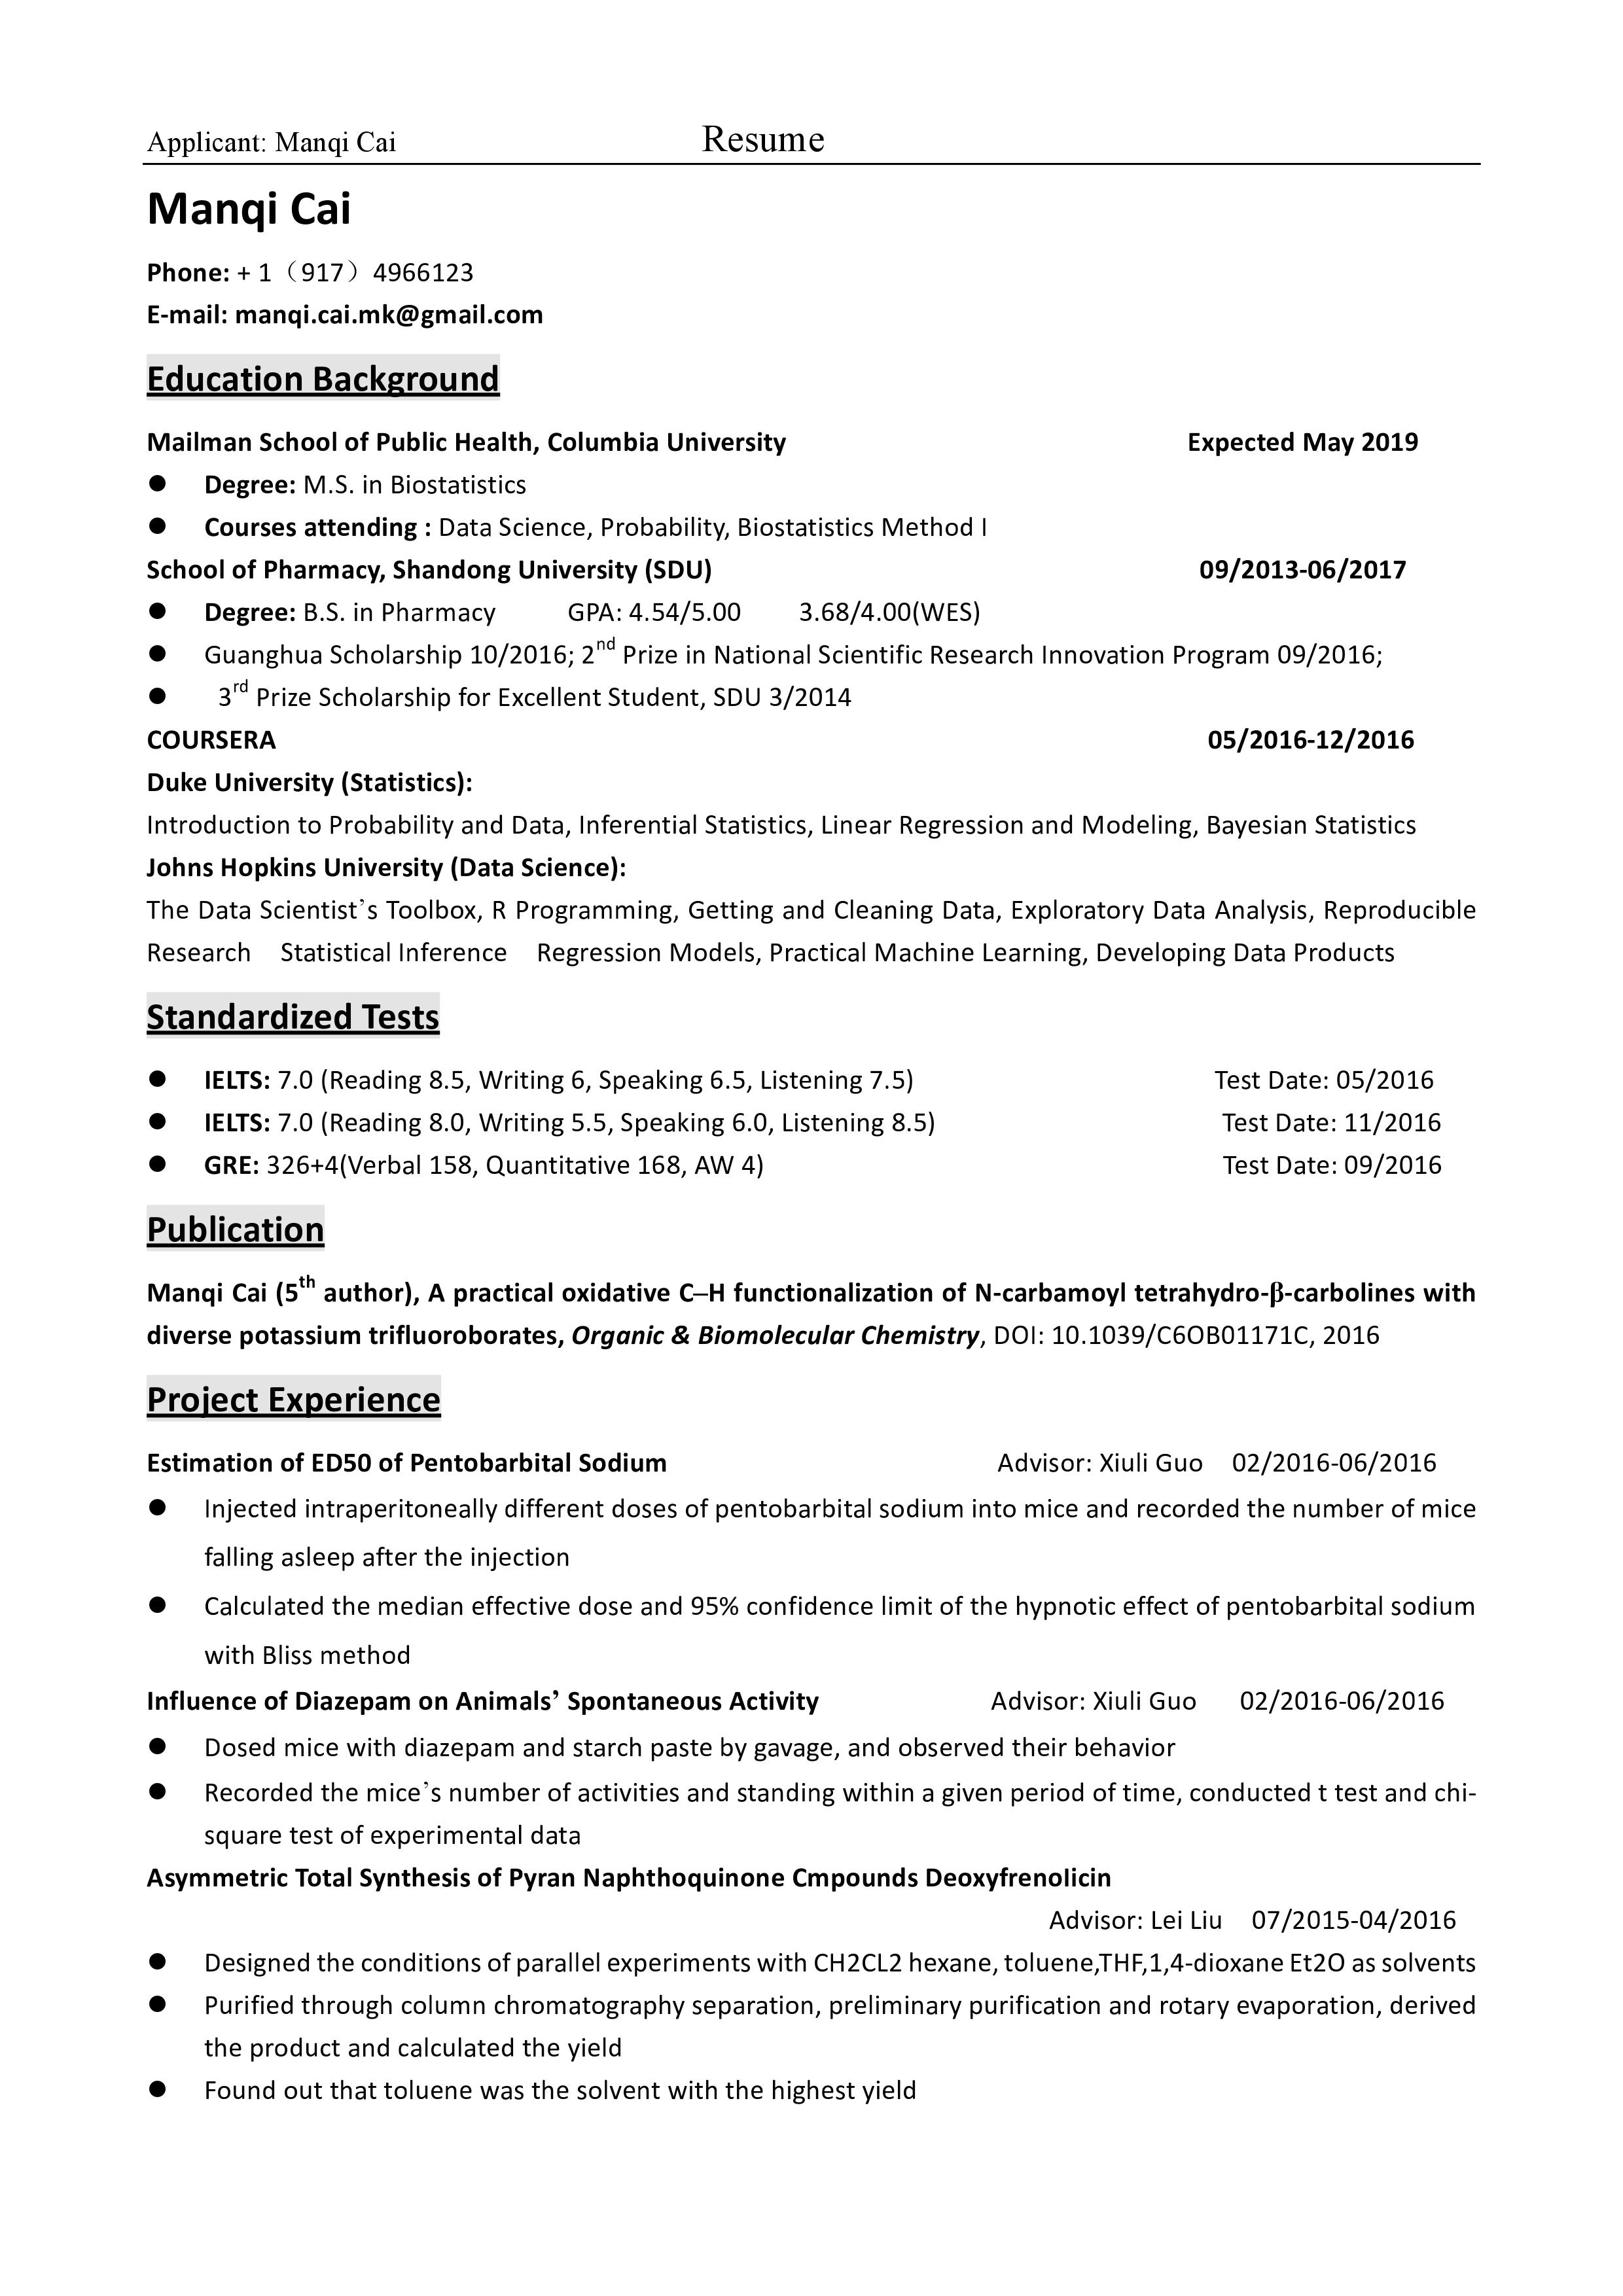 Applicant: Manqi Cai Resume
Manqi Cai
Phone: + 1（917）4966123
E-mail: manqi.cai.mk@gmail.com
Education Background
Mailman School of Public Health, Columbia University Expected May 2019
● Degree: M.S. in Biostatistics
● Courses attending : Data Science, Probability, Biostatistics Method I
School of Pharmacy, Shandong University (SDU) 09/2013-06/2017
● Degree: B.S. in Pharmacy GPA: 4.54/5.00 3.68/4.00(WES)
● Guanghua Scholarship 10/2016; 2nd Prize in National Scientific Research Innovation Program 09/2016;
● 3rd Prize Scholarship for Excellent Student, SDU 3/2014
COURSERA 05/2016-12/2016
Duke University (Statistics):
Introduction to Probability and Data, Inferential Statistics, Linear Regression and Modeling, Bayesian Statistics
Johns Hopkins University (Data Science):
The Data Scientist’s Toolbox, R Programming, Getting and Cleaning Data, Exploratory Data Analysis, Reproducible
Research Statistical Inference Regression Models, Practical Machine Learning, Developing Data Products
Standardized Tests
● IELTS: 7.0 (Reading 8.5, Writing 6, Speaking 6.5, Listening 7.5) Test Date: 05/2016
● IELTS: 7.0 (Reading 8.0, Writing 5.5, Speaking 6.0, Listening 8.5) Test Date: 11/2016
● GRE: 326+4(Verbal 158, Quantitative 168, AW 4) Test Date: 09/2016
Publication
Manqi Cai (5th author), A practical oxidative C–H functionalization of N-carbamoyl tetrahydro-β-carbolines with
diverse potassium trifluoroborates, Organic & Biomolecular Chemistry, DOI: 10.1039/C6OB01171C, 2016
Project Experience
Estimation of ED50 of Pentobarbital Sodium Advisor: Xiuli Guo 02/2016-06/2016
● Injected intraperitoneally different doses of pentobarbital sodium into mice and recorded the number of mice
falling asleep after the injection
● Calculated the median effective dose and 95% confidence limit of the hypnotic effect of pentobarbital sodium
with Bliss method
Influence of Diazepam on Animals’ Spontaneous Activity Advisor: Xiuli Guo 02/2016-06/2016
● Dosed mice with diazepam and starch paste by gavage, and observed their behavior
● Recorded the mice’s number of activities and standing within a given period of time, conducted t test and chi-
square test of experimental data
Asymmetric Total Synthesis of Pyran Naphthoquinone Cmpounds Deoxyfrenolicin
Advisor: Lei Liu 07/2015-04/2016
● Designed the conditions of parallel experiments with CH2CL2 hexane, toluene,THF,1,4-dioxane Et2O as solvents
● Purified through column chromatography separation, preliminary purification and rotary evaporation, derived
the product and calculated the yield
● Found out that toluene was the solvent with the highest yield